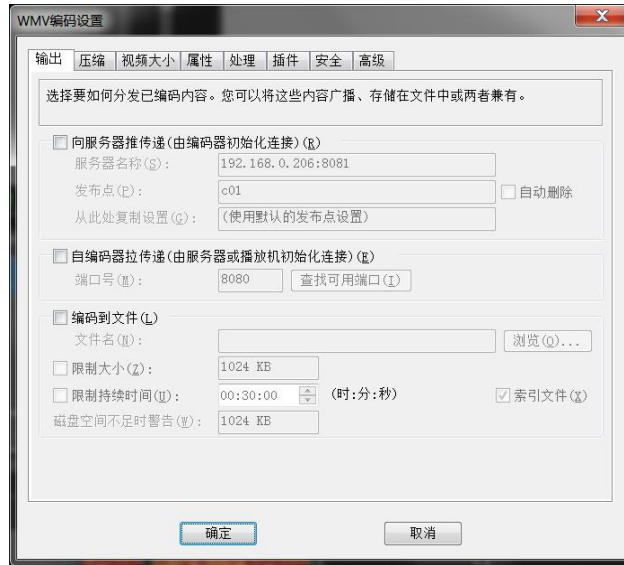 WMV编码设置
输出 压缩 视频大小 属性 处理 插件 安全 高级
选择要如何分发已编码内容。您可以将这些内容广播、存储在文件中或两者兼有。
向服务器推传递(由编码器初始化连接)(R)
服务器名称(S): 192.168.0.206:8081
发布点(P): c01 自动删除
从此处复制设置(G): (使用默认的发布点设置)
自编码器拉传递(由服务器或播放机初始化连接)(E)
端口号(M): 8080 查找可用端口(I)
编码到文件(L)
文件名(N): 浏览(O)...
限制大小(Z): 1024 KB
限制持续时间(U): 00:30:00 (时:分:秒) 索引文件(X)
磁盘空间不足时警告(W): 1024 KB
确定 取消